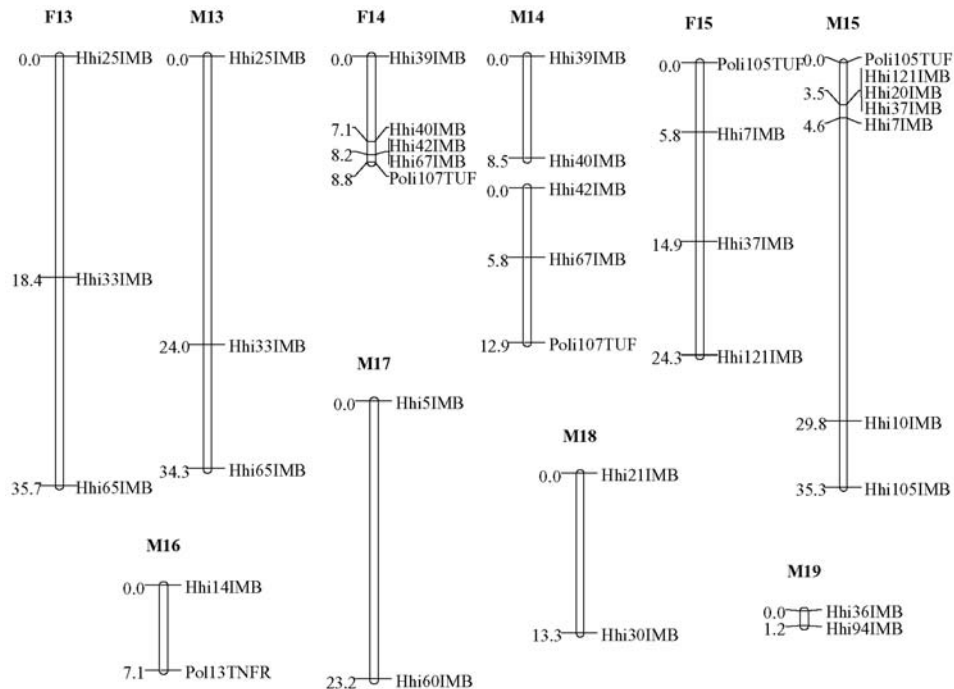 F13
0.0 Hhi25IMB
18.4 Hhi33IMB
35.7 Hhi65IMB
M13
0.0 Hhi25IMB
24.0 Hhi33IMB
34.3 Hhi65IMB
F14
0.0 Hhi39IMB
7.1 Hhi40IMB
8.2 Hhi42IMB
Hhi67IMB
8.8 Poli107TUF
M14
0.0 Hhi39IMB
8.5 Hhi40IMB
0.0 Hhi42IMB
5.8 Hhi67IMB
12.9 Poli107TUF
F15
0.0 Poli105TUF
5.8 Hhi7IMB
14.9 Hhi37IMB
24.3 Hhi121IMB
M15
0.0 Poli105TUF
Hhi121IMB
3.5 Hhi20IMB
Hhi37IMB
4.6 Hhi7IMB
29.8 Hhi10IMB
35.3 Hhi105IMB
M16
0.0 Hhi14IMB
7.1 Pol13TNFR
M17
0.0 Hhi5IMB
23.2 Hhi60IMB
M18
0.0 Hhi21IMB
13.3 Hhi30IMB
M19
0.0 Hhi36IMB
1.2 Hhi94IMB